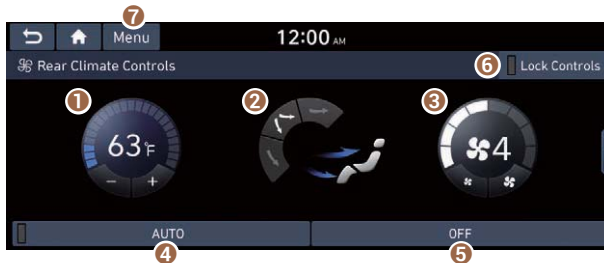 7
Menu
12:00 AM
Rear Climate Controls
6
Lock Controls
1
2
3
63°F
4
− +
AUTO
OFF
4
5